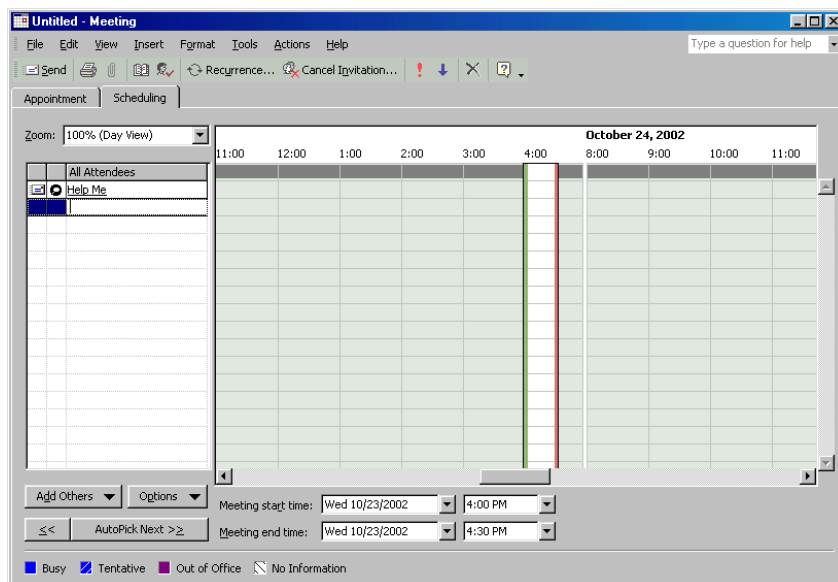 Untitled - Meeting
File Edit View Insert Format Tools Actions Help Type a question for help
Send Recurrence... Cancel Invitation...
Appointment Scheduling
Zoom: 100% (Day View)
October 24, 2002
11:00 12:00 1:00 2:00 3:00 4:00 8:00 9:00 10:00 11:00
All Attendees
Help Me
Add Others Options Meeting start time: Wed 10/23/2002 4:00 PM
<< AutoPick Next >> Meeting end time: Wed 10/23/2002 4:30 PM
Busy Tentative Out of Office No Information